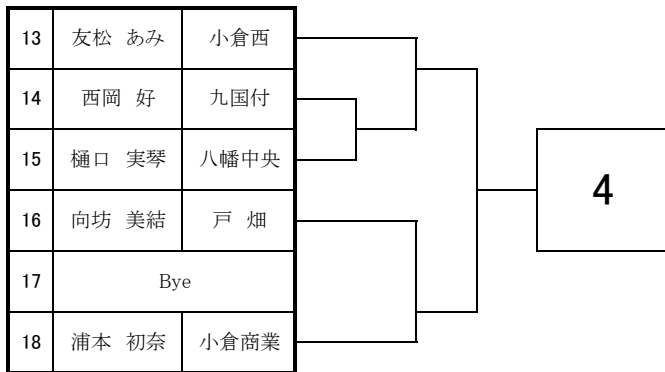 13 友松 あみ 小倉西
14 西岡 好 九国付
15 樋口 実琴 八幡中央
4
16 向坊 美結 戸 畑
17 Bye
18 浦本 初奈 小倉商業